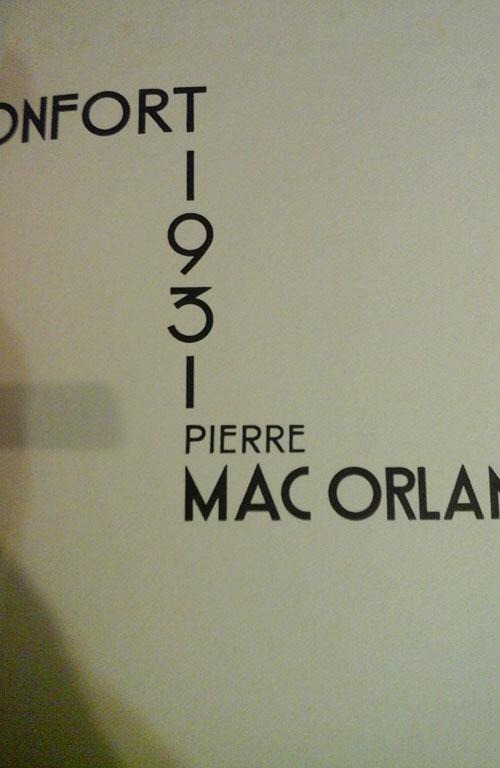 ONFORT
1931
PIERRE
MAC ORLAN